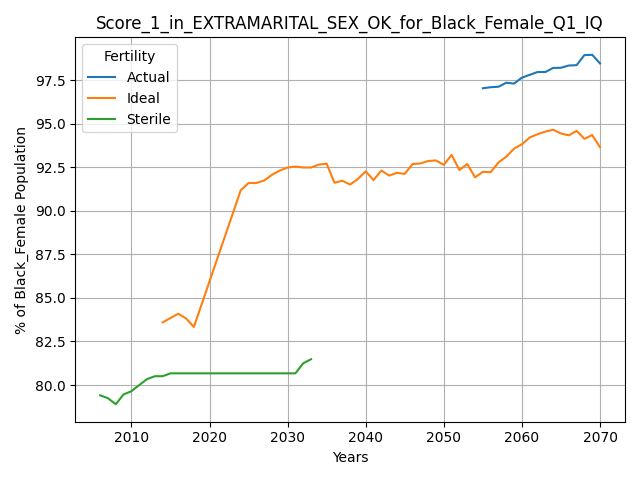 Score_1_in_EXTRAMARITAL_SEX_OK_for_Black_Female_Q1_IQ
Fertility
Actual
Ideal
Sterile
% of Black_Female Population
97.5
95.0
92.5
90.0
87.5
85.0
82.5
80.0
2010 2020 2030 2040 2050 2060 2070
Years